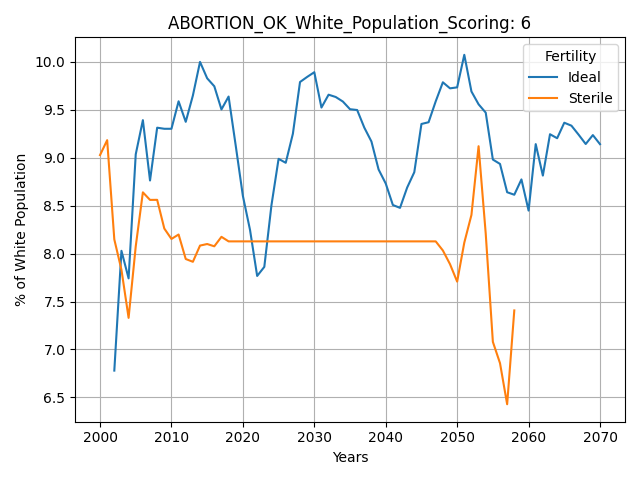 ABORTION_OK_White_Population_Scoring: 6
Fertility
Ideal
Sterile
% of White Population
10.0
9.5
9.0
8.5
8.0
7.5
7.0
6.5
2000 2010 2020 2030 2040 2050 2060 2070
Years